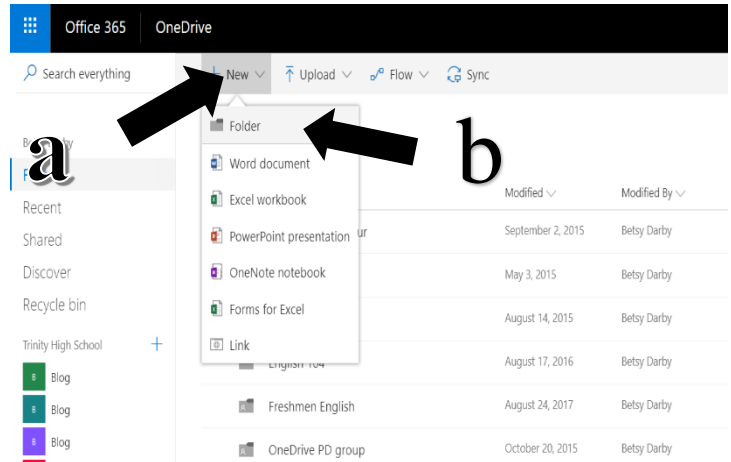 Office 365 OneDrive
Search everything
New Upload Flow Sync
a
b
Folder
Word document
Excel workbook
PowerPoint presentation
OneNote notebook
Forms for Excel
Link
Recent
Shared
Discover
Recycle bin
Trinity High School +
B Blog
B Blog
B Blog
Modified Modified By
ur September 2, 2015 Betsy Darby
May 3, 2015 Betsy Darby
August 14, 2015 Betsy Darby
English 104 August 17, 2016 Betsy Darby
Freshmen English August 24, 2017 Betsy Darby
OneDrive PD group October 20, 2015 Betsy Darby